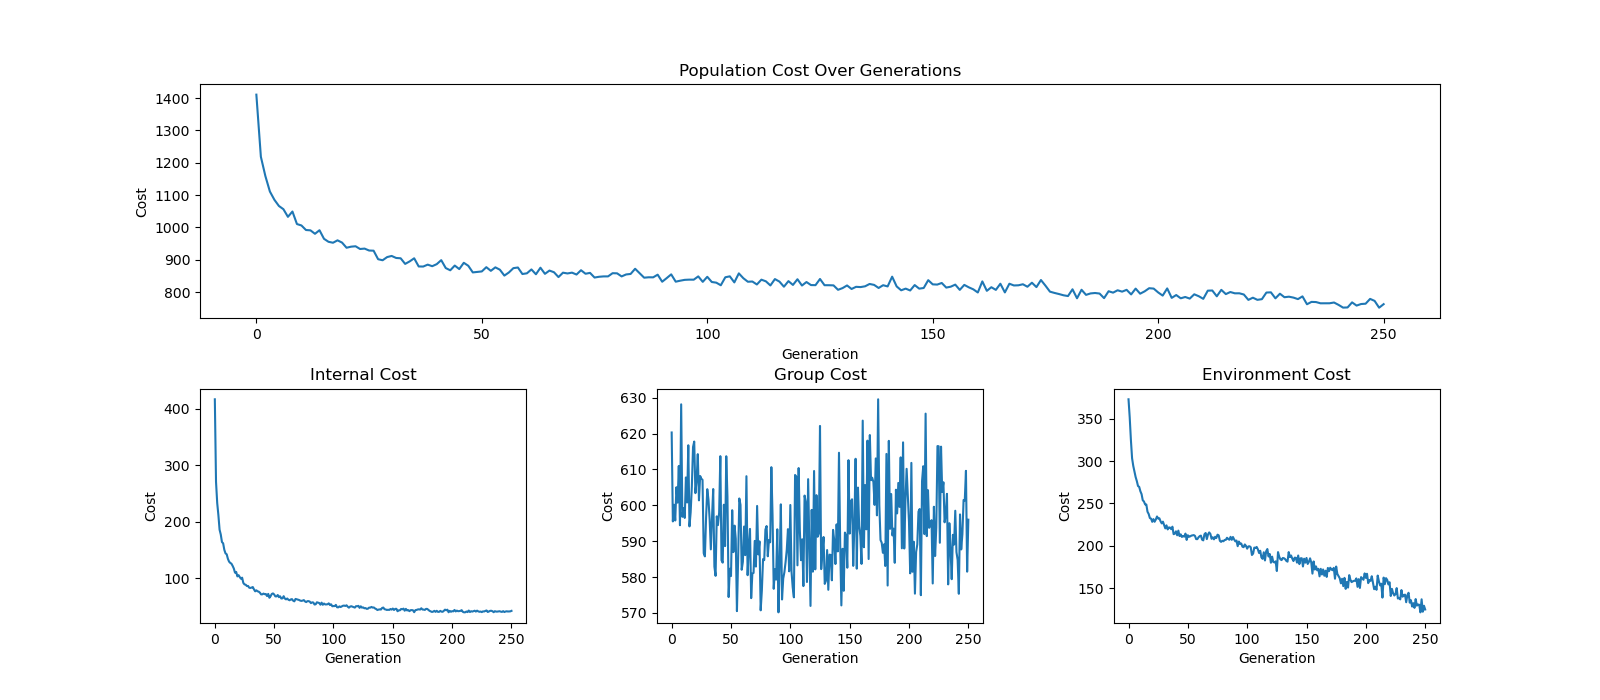 Population Cost Over Generations
1400
1300
1200
1100
1000
900
800
Cost
0 50 100 150 200 250
Generation
Internal Cost
400
300
200
100
Cost
0 50 100 150 200 250
Generation
Group Cost
630
620
610
600
590
580
570
Cost
0 50 100 150 200 250
Generation
Environment Cost
350
300
250
200
150
Cost
0 50 100 150 200 250
Generation